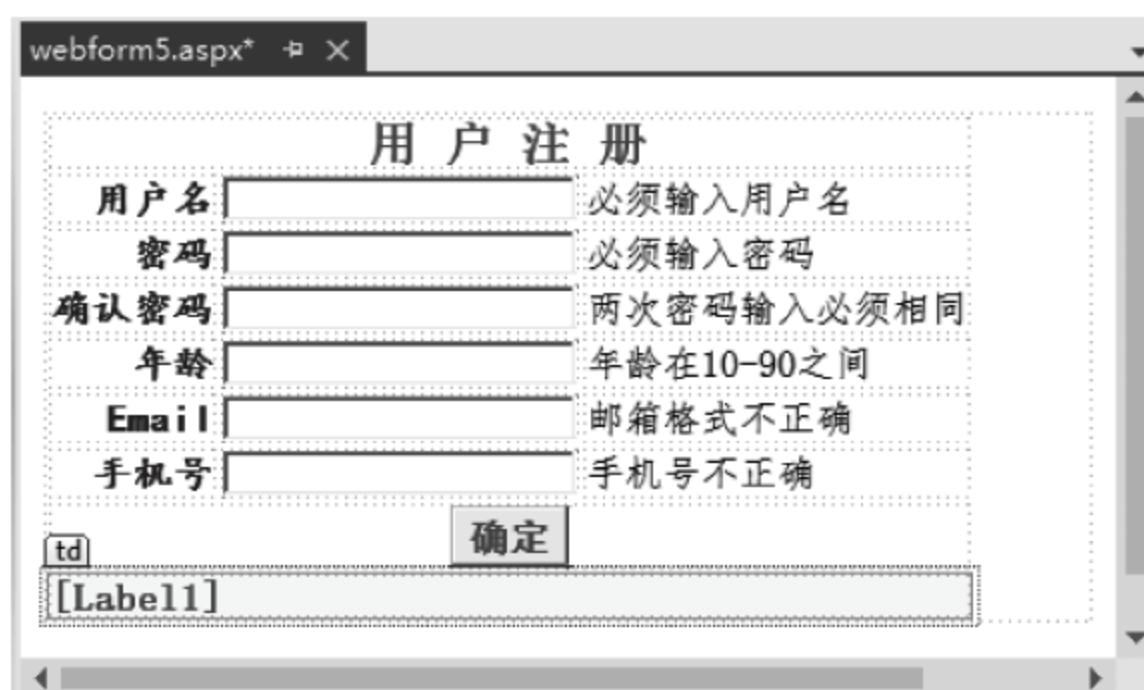 webform5.aspx*
用 户 注 册
用户名 必须输入用户名
密码 必须输入密码
确认密码 两次密码输入必须相同
年龄 年龄在10-90之间
Email 邮箱格式不正确
手机号 手机号不正确
确定
td
[Label1]